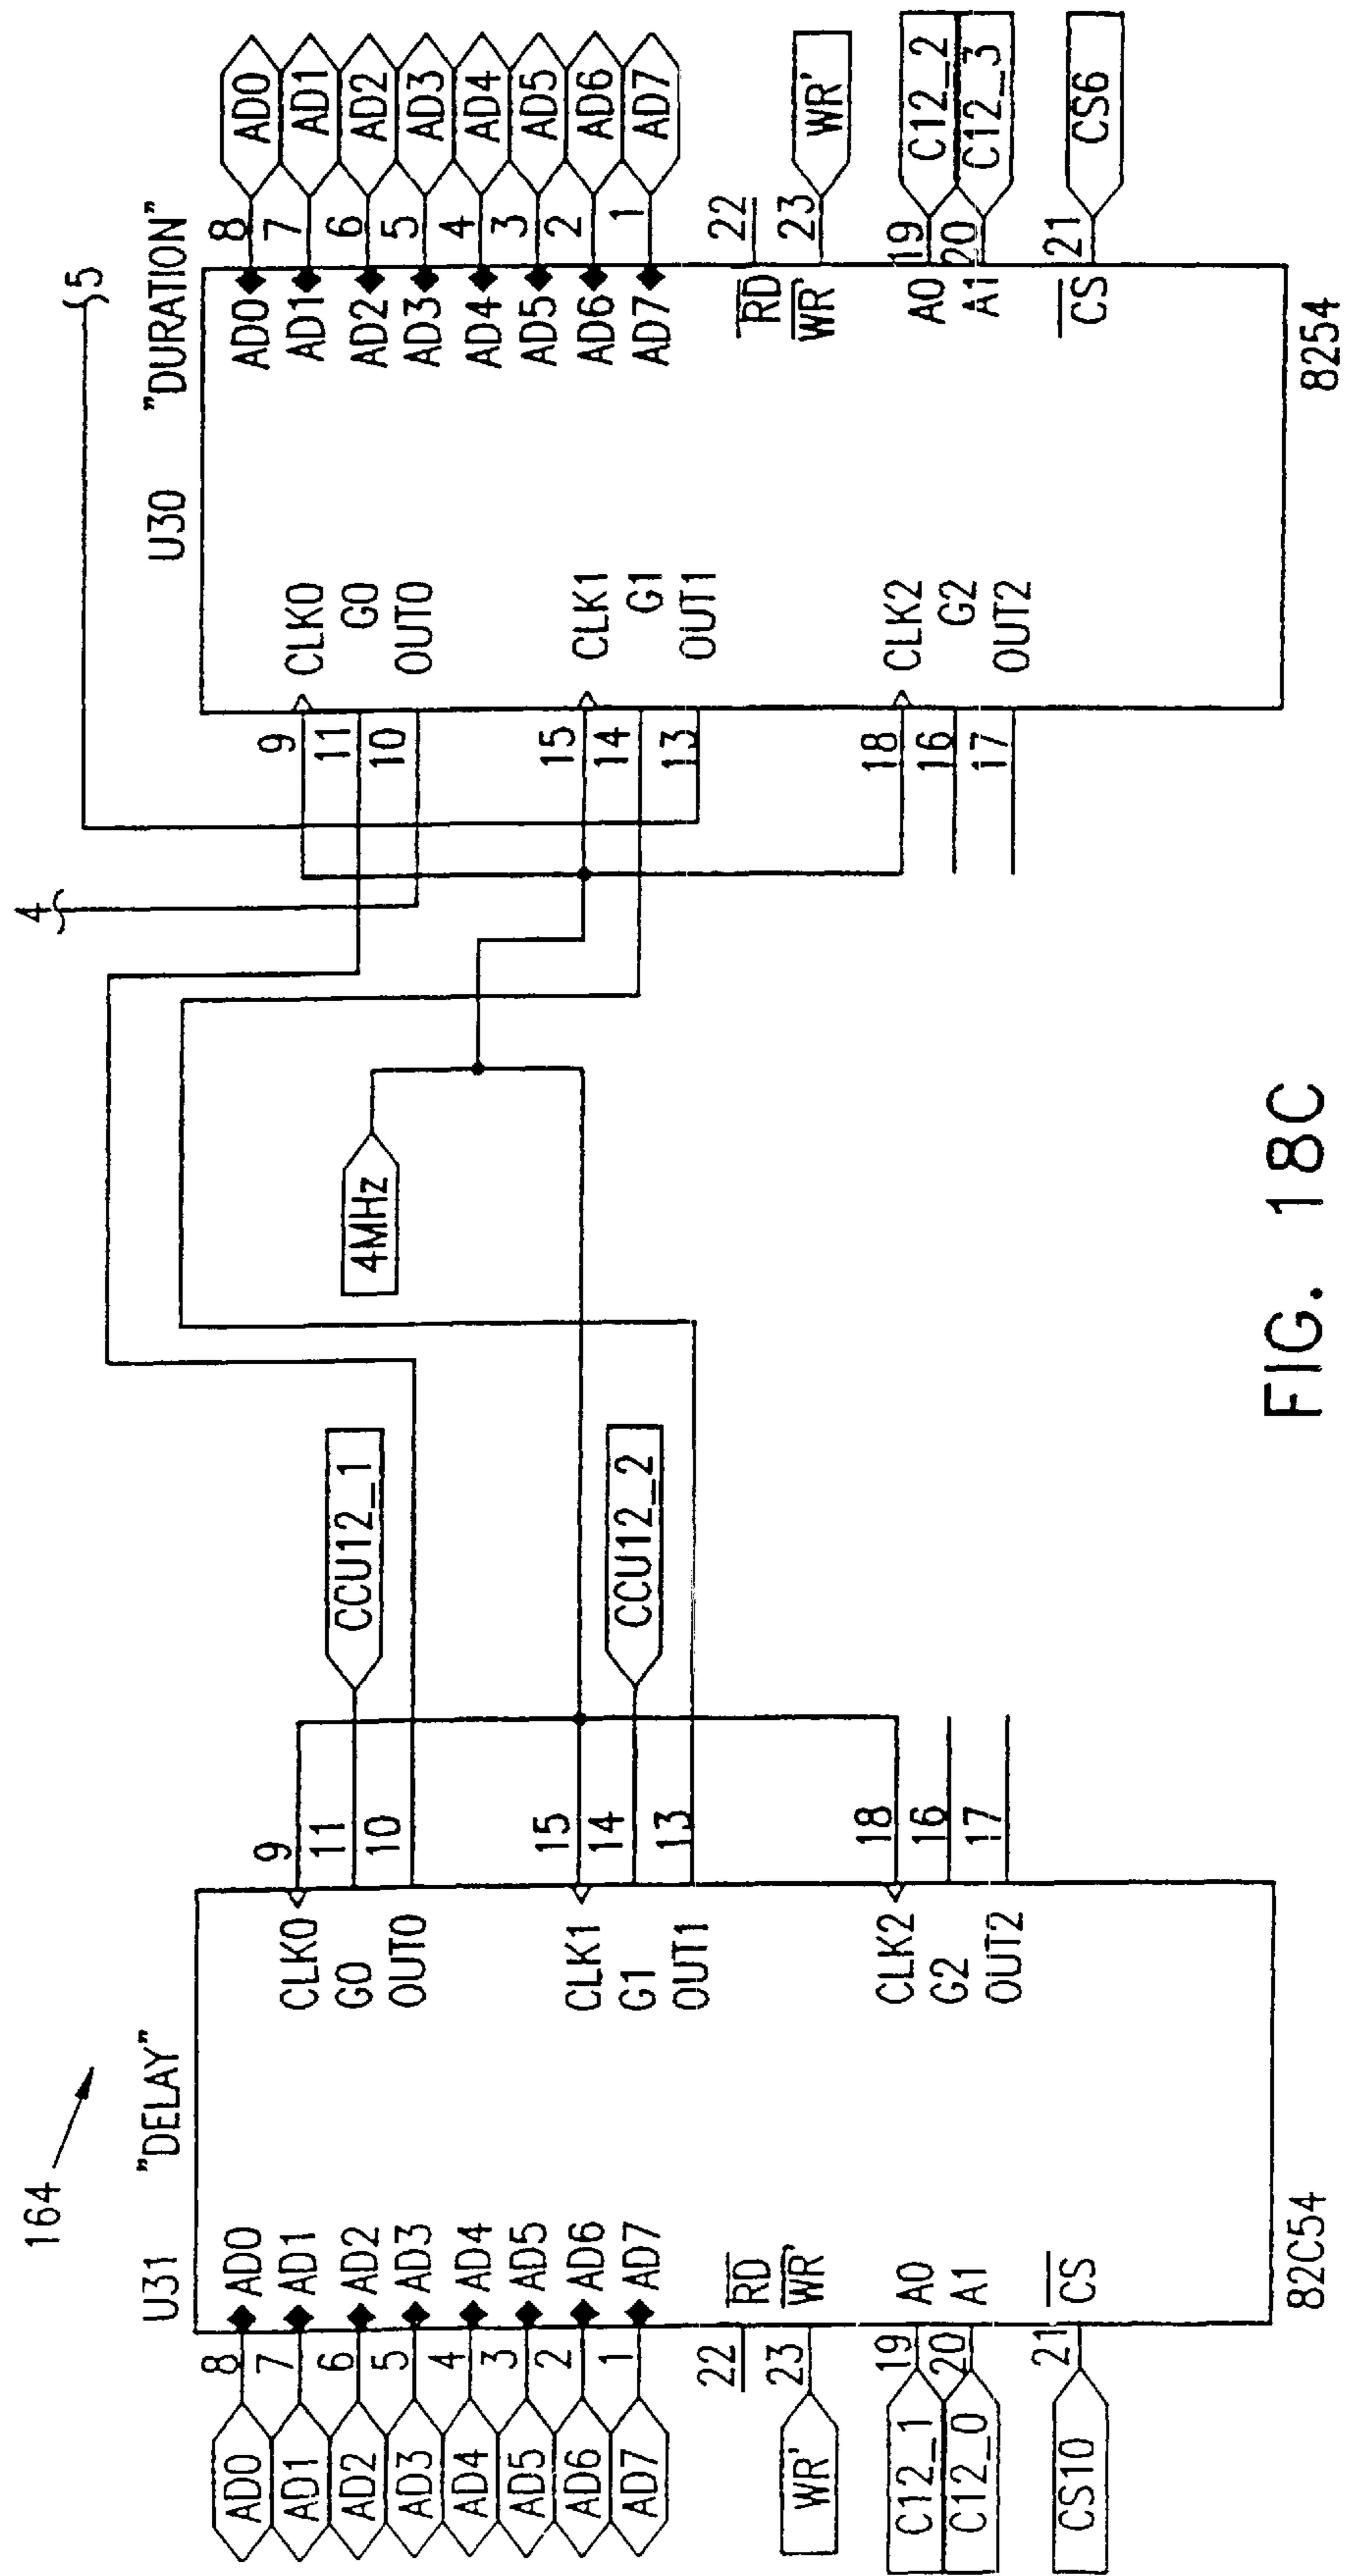 164
U31 "DELAY"
AD0 8 AD0
AD1 7 AD1
AD2 6 AD2
AD3 5 AD3
AD4 4 AD4
AD5 3 AD5
AD6 2 AD6
AD7 1 AD7
22 RD
WR' 23 WR
C12_1 19 A0
C12_0 20 A1
CS10 21 CS
CLK0 9
G0 11 CCU12_1
OUT0 10
CLK1 15
G1 14 CCU12_2
OUT1 13
CLK2 18
G2 16
OUT2 17
82C54
4MHz
4
5
U30 "DURATION"
9 CLK0
11 G0
10 OUT0
15 CLK1
14 G1
13 OUT1
18 CLK2
16 G2
17 OUT2
AD0 8 AD0
AD1 7 AD1
AD2 6 AD2
AD3 5 AD3
AD4 4 AD4
AD5 3 AD5
AD6 2 AD6
AD7 1 AD7
RD 22
WR 23 WR'
A0 19 C12_2
A1 20 C12_3
CS 21 CS6
8254
FIG. 18C